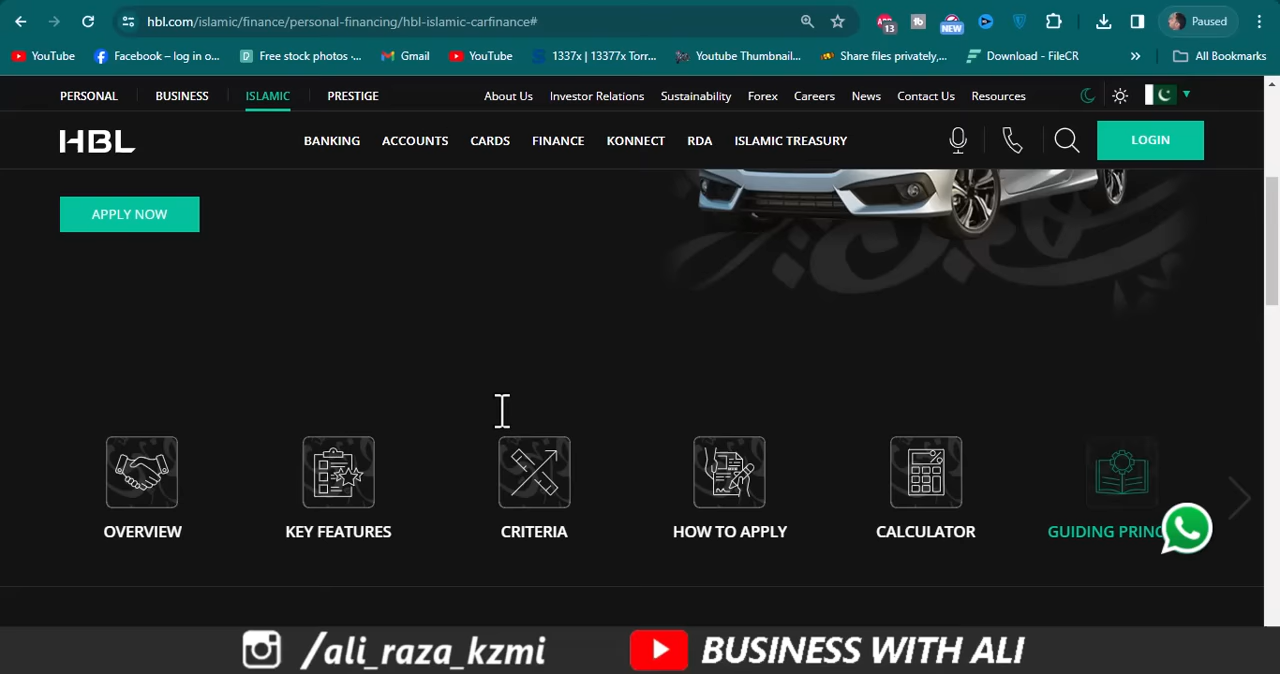 hbl.com/islamic/finance/personal-financing/hbl-islamic-carfinance#
13
NEW
Paused
YouTube Facebook – log in o... Free stock photos -... Gmail YouTube 1337x | 13377x Torr... Youtube Thumbnail... Share files privately,... Download - FileCR » All Bookmarks
PERSONAL BUSINESS ISLAMIC PRESTIGE About Us Investor Relations Sustainability Forex Careers News Contact Us Resources
HBL BANKING ACCOUNTS CARDS FINANCE KONNECT RDA ISLAMIC TREASURY LOGIN
APPLY NOW
OVERVIEW KEY FEATURES CRITERIA HOW TO APPLY CALCULATOR GUIDING PRINC
/ali_raza_kzmi BUSINESS WITH ALI